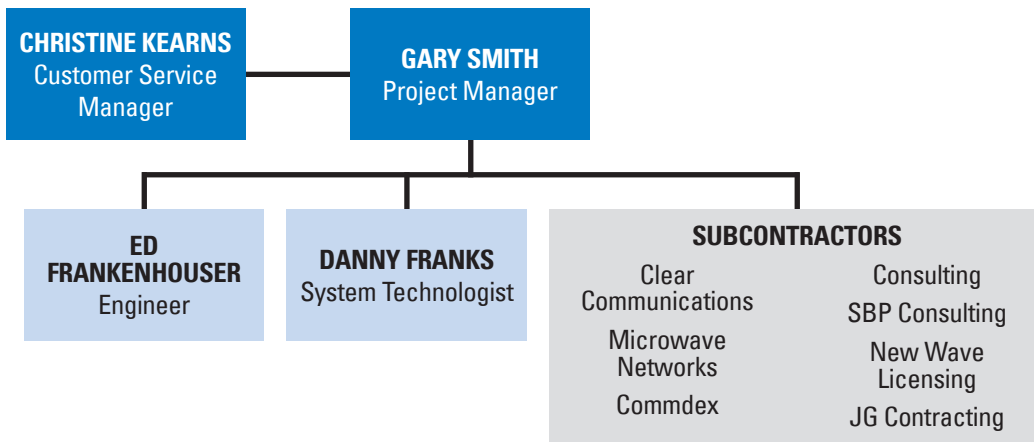 CHRISTINE KEARNS
Customer Service
Manager
GARY SMITH
Project Manager
ED
FRANKENHOUSER
Engineer
DANNY FRANKS
System Technologist
SUBCONTRACTORS
Clear
Communications
Microwave
Networks
Commdex
Consulting
SBP Consulting
New Wave
Licensing
JG Contracting